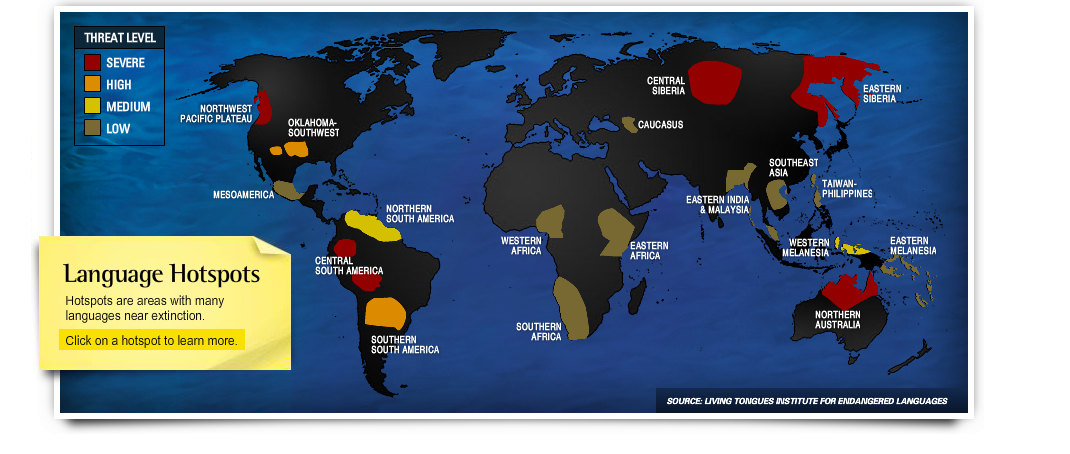 THREAT LEVEL
SEVERE
HIGH
MEDIUM
LOW
NORTHWEST
PACIFIC PLATEAU
OKLAHOMA-
SOUTHWEST
MESOAMERICA
NORTHERN
SOUTH AMERICA
CENTRAL
SOUTH AMERICA
SOUTHERN
SOUTH AMERICA
CENTRAL
SIBERIA
EASTERN
SIBERIA
CAUCASUS
SOUTHEAST
ASIA
TAIWAN-
PHILIPPINES
EASTERN INDIA
& MALAYSIA
WESTERN
AFRICA
EASTERN
AFRICA
SOUTHERN
AFRICA
WESTERN
MELANESIA
EASTERN
MELANESIA
NORTHERN
AUSTRALIA
Language Hotspots
Hotspots are areas with many
languages near extinction.
Click on a hotspot to learn more.
SOURCE: LIVING TONGUES INSTITUTE FOR ENDANGERED LANGUAGES